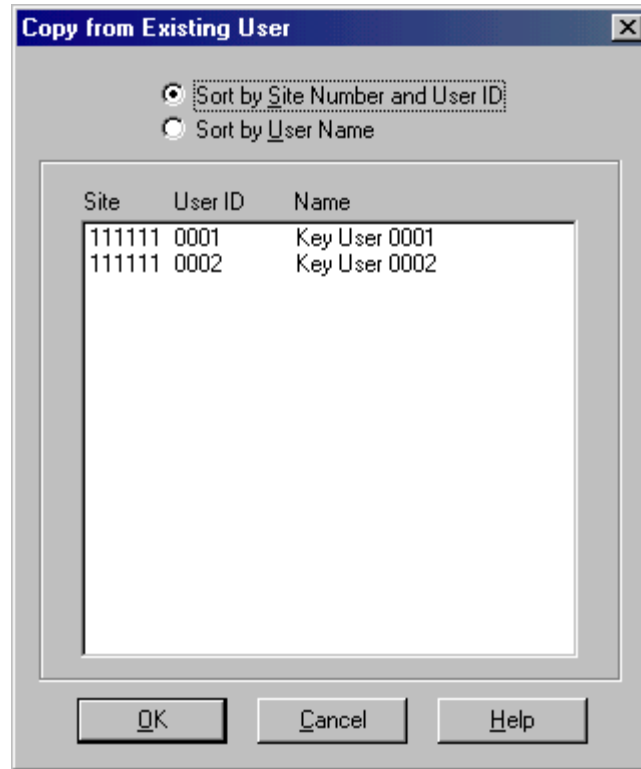 Copy from Existing User
Sort by Site Number and User ID
Sort by User Name
Site User ID Name
111111 0001 Key User 0001
111111 0002 Key User 0002
OK Cancel Help